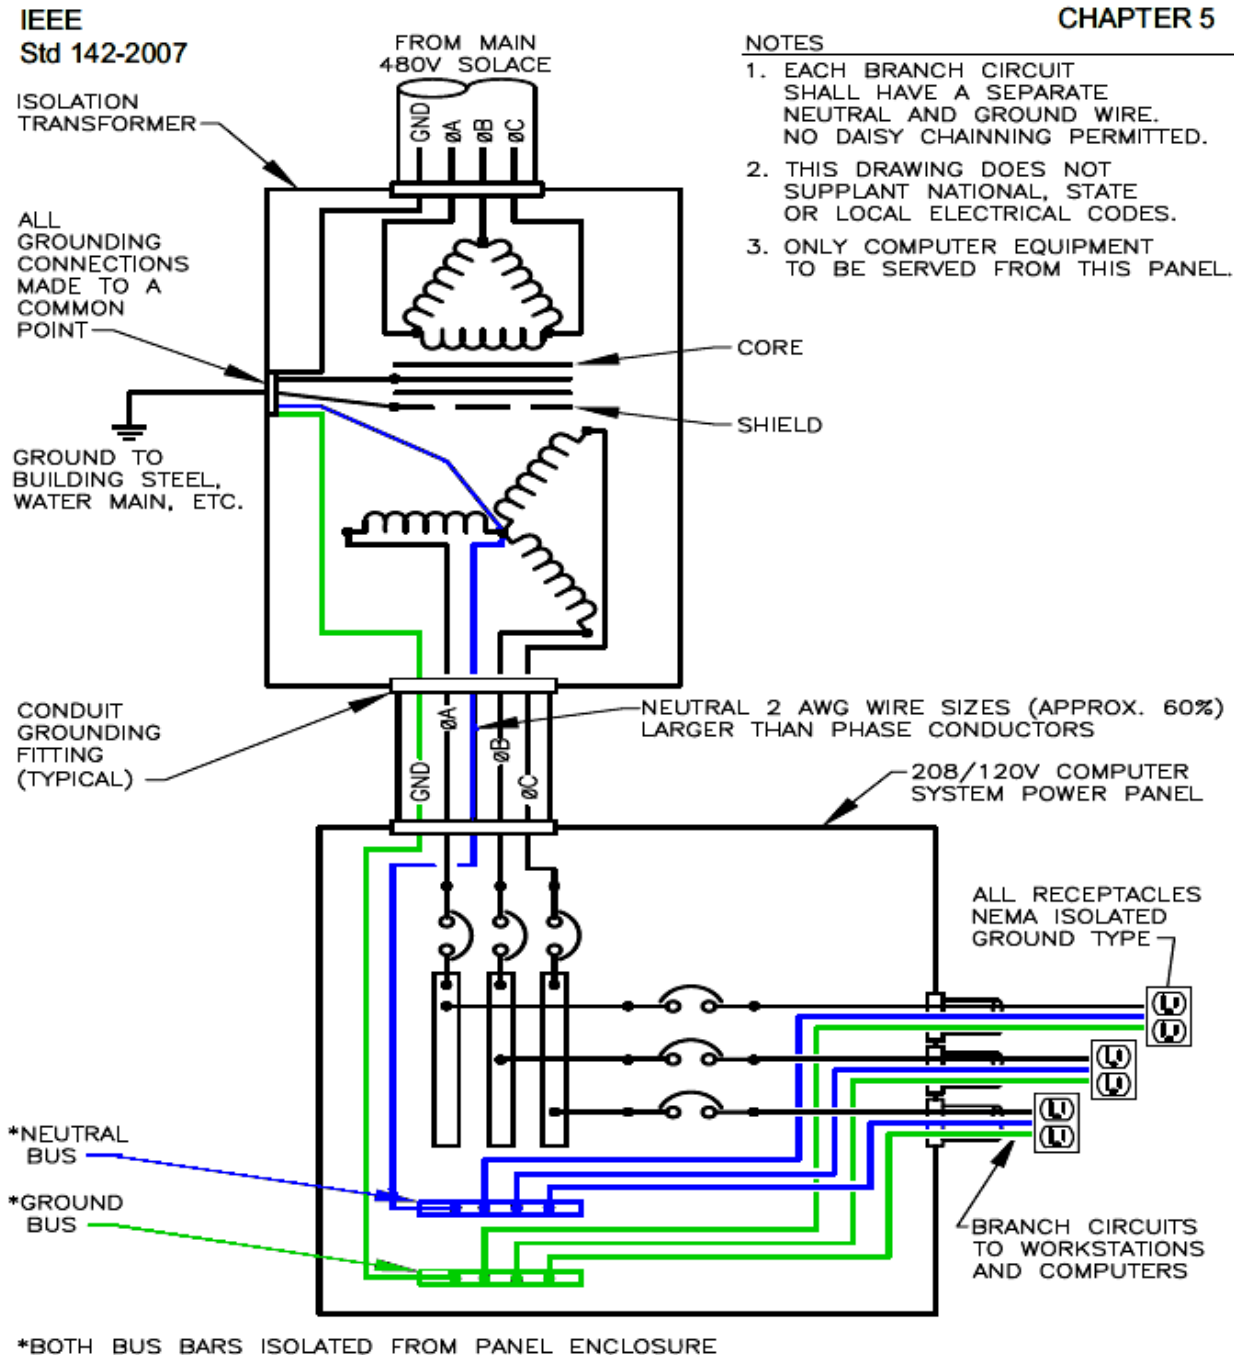 IEEE
Std 142-2007
CHAPTER 5
FROM MAIN
480V SOLACE
NOTES
1. EACH BRANCH CIRCUIT
SHALL HAVE A SEPARATE
NEUTRAL AND GROUND WIRE.
NO DAISY CHAINNING PERMITTED.
2. THIS DRAWING DOES NOT
SUPPLANT NATIONAL, STATE
OR LOCAL ELECTRICAL CODES.
3. ONLY COMPUTER EQUIPMENT
TO BE SERVED FROM THIS PANEL.
ISOLATION
TRANSFORMER
GND
ØA
ØB
ØC
ALL
GROUNDING
CONNECTIONS
MADE TO A
COMMON
POINT
CORE
SHIELD
GROUND TO
BUILDING STEEL,
WATER MAIN, ETC.
CONDUIT
GROUNDING
FITTING
(TYPICAL)
GND
ØA
ØB
ØC
NEUTRAL 2 AWG WIRE SIZES (APPROX. 60%)
LARGER THAN PHASE CONDUCTORS
208/120V COMPUTER
SYSTEM POWER PANEL
ALL RECEPTACLES
NEMA ISOLATED
GROUND TYPE
*NEUTRAL
BUS
*GROUND
BUS
BRANCH CIRCUITS
TO WORKSTATIONS
AND COMPUTERS
*BOTH BUS BARS ISOLATED FROM PANEL ENCLOSURE